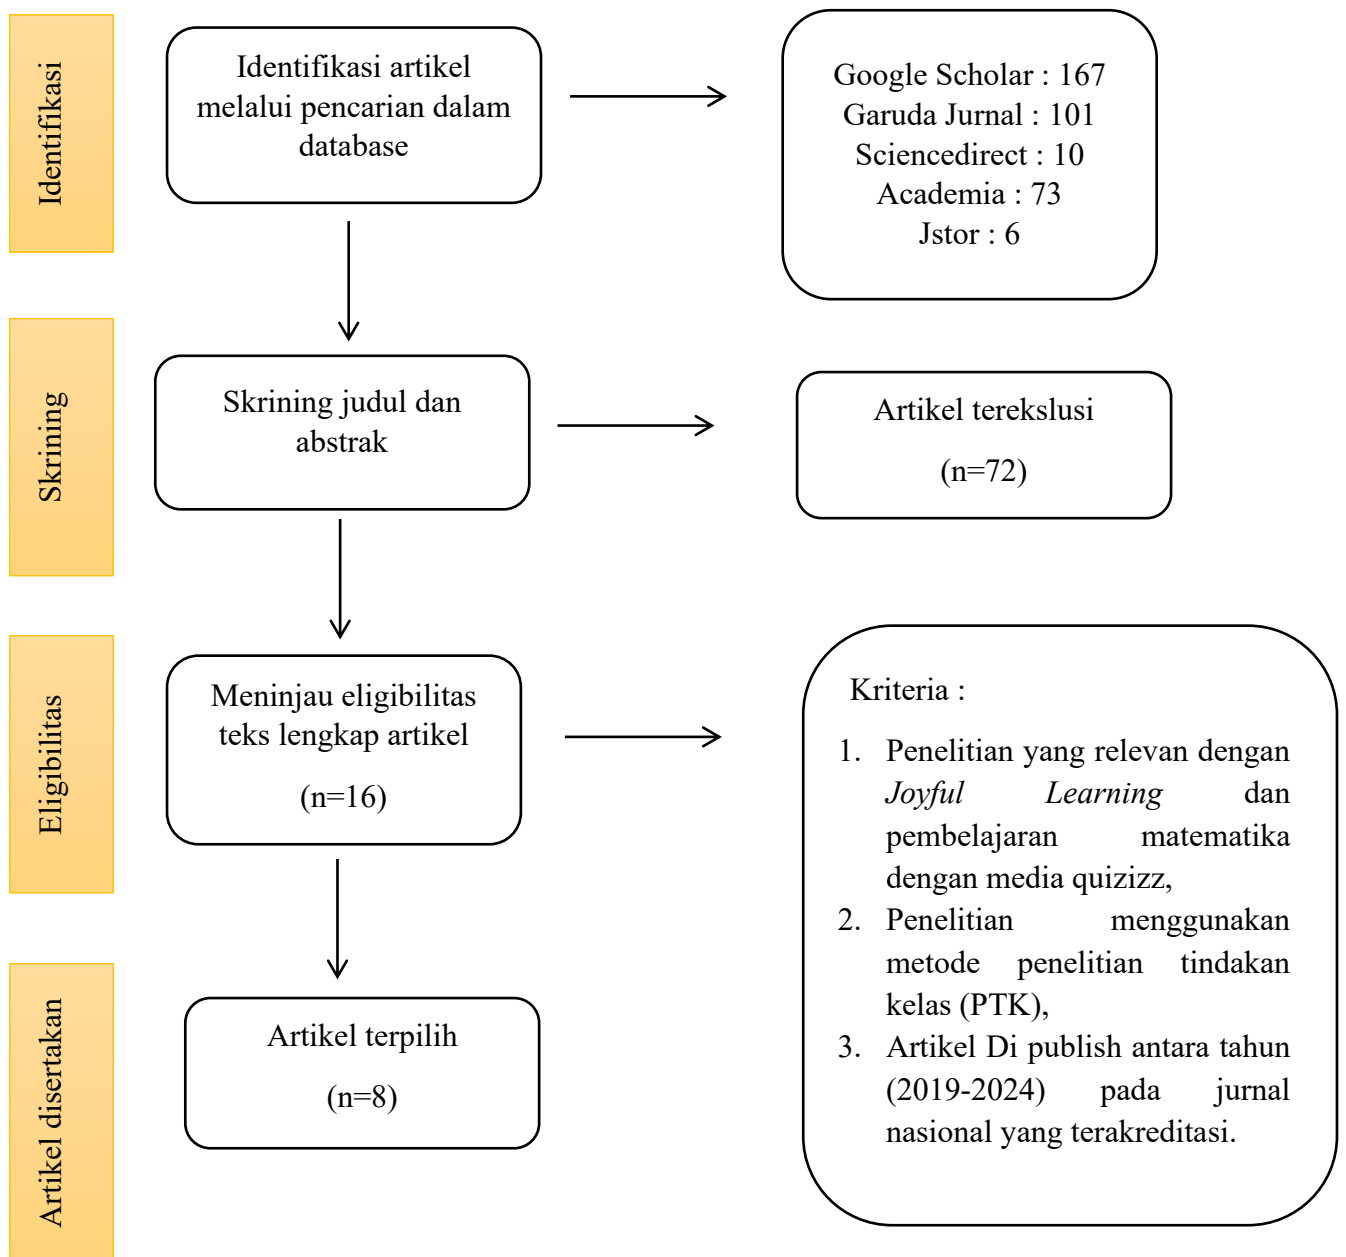 Identifikasi
Identifikasi artikel
melalui pencarian dalam
database
Google Scholar : 167
Garuda Jurnal : 101
Sciencedirect : 10
Academia : 73
Jstor : 6
Skrining
Skrining judul dan
abstrak
Artikel terekslusi
(n=72)
Eligibilitas
Meninjau eligibilitas
teks lengkap artikel
(n=16)
Kriteria :
1. Penelitian yang relevan dengan
Joyful Learning dan
pembelajaran matematika
dengan media quizizz,
2. Penelitian menggunakan
metode penelitian tindakan
kelas (PTK),
3. Artikel Di publish antara tahun
(2019-2024) pada jurnal
nasional yang terakreditasi.
Artikel disertakan
Artikel terpilih
(n=8)